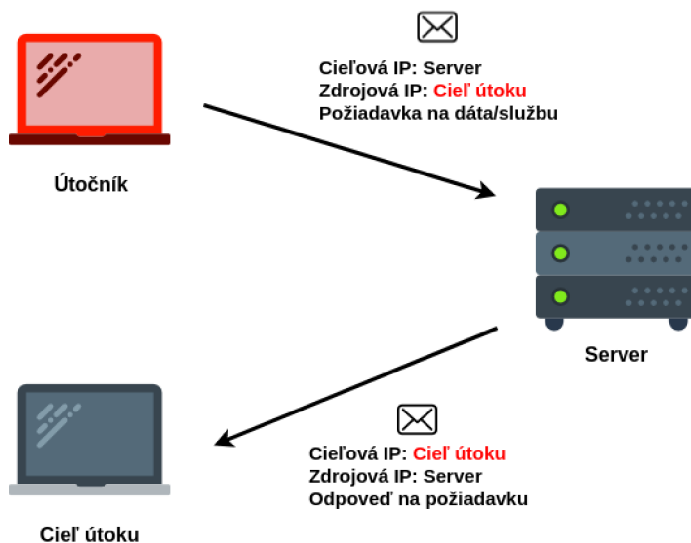 Cieľová IP: Server
Zdrojová IP: Cieľ útoku
Požiadavka na dáta/službu
Útočník
Server
Cieľová IP: Cieľ útoku
Zdrojová IP: Server
Odpoveď na požiadavku
Cieľ útoku